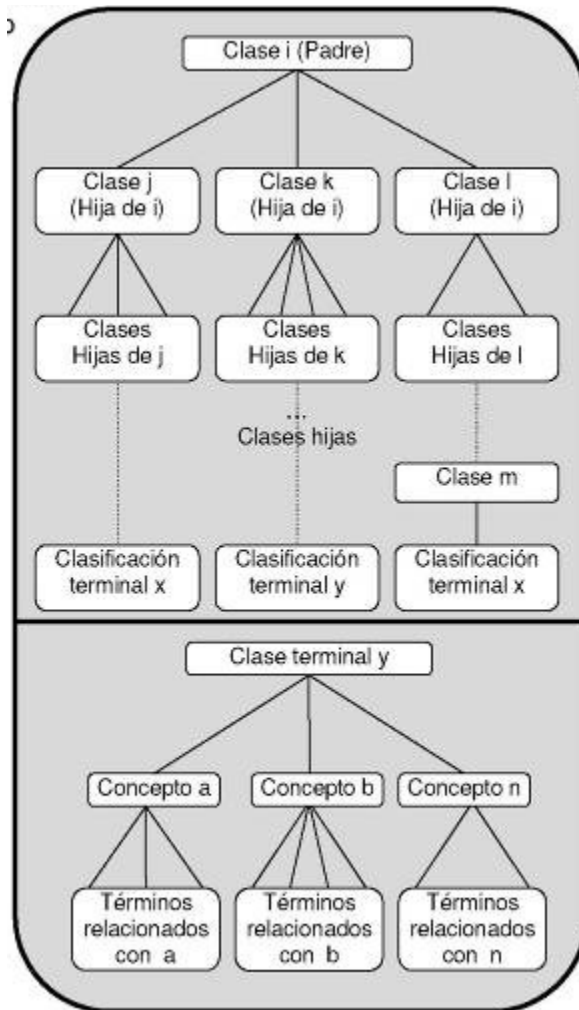 Clase i (Padre)
Clase j
(Hija de i)
Clase k
(Hija de i)
Clase l
(Hija de i)
Clases
Hijas de j
Clases
Hijas de k
Clases
Hijas de l
...
Clases hijas
Clase m
Clasificación
terminal x
Clasificación
terminal y
Clasificación
terminal x
Clase terminal y
Concepto a
Concepto b
Concepto n
Términos
relacionados
con a
Términos
relacionados
con b
Términos
relacionados
con n